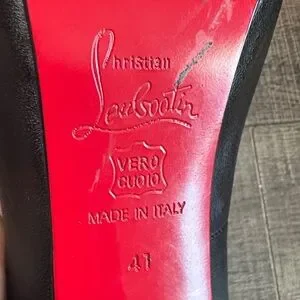 Christian
Louboutin
VERO
CUOIO
MADE IN ITALY
41